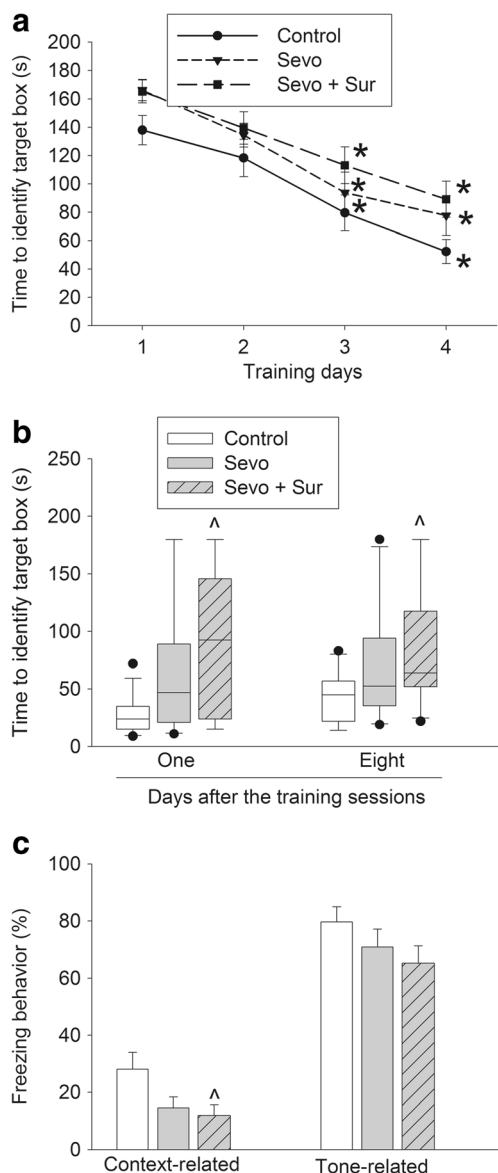 a
Control
Sevo
Sevo + Sur
Time to identify target box (s)
200
180
160
140
120
100
80
60
40
20
0
*
*
*
*
*
*
1
2
3
4
Training days
b
Control
Sevo
Sevo + Sur
Time to identify target box (s)
250
200
150
100
50
0
^
^
One
Eight
Days after the training sessions
c
Freezing behavior (%)
100
80
60
40
20
0
^
Context-related
Tone-related